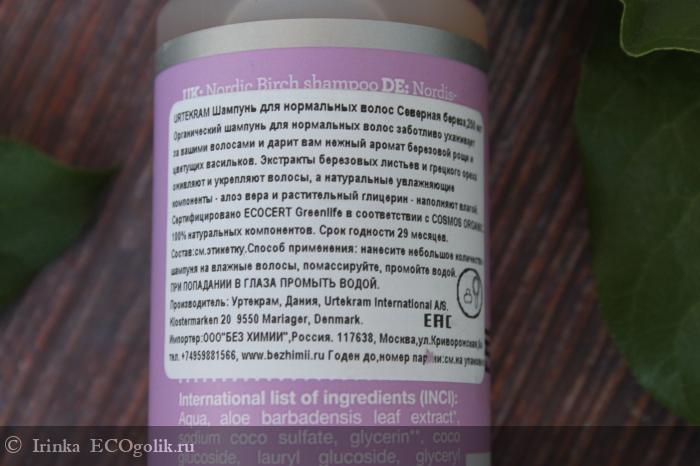 UK: Nordic Birch shampoo DE: Nordis-
URTEKRAM Шампунь для нормальных волос Северная береза,250 мл
Органический шампунь для нормальных волос заботливо ухаживает
за вашими волосами и дарит вам нежный аромат березовой рощи и
цветущих васильков. Экстракты березовых листьев и грецкого ореха
оживляют и укрепляют волосы, а натуральные увлажняющие
компоненты - алоэ вера и растительный глицерин - наполняют влагой.
Сертифицировано ECOCERT Greenlife в соответствии с COSMOS ORGANIC
100% натуральных компонентов. Срок годности 29 месяцев.
Состав:см.этикетку.Способ применения: нанесите небольшое количество
шампуня на влажные волосы, помассируйте, промойте водой.
ПРИ ПОПАДАНИИ В ГЛАЗА ПРОМЫТЬ ВОДОЙ.
Производитель: Уртекрам, Дания, Urtekram International A/S.
Klostermarken 20 9550 Mariager, Denmark.
EAC
Импортер:ООО"БЕЗ ХИМИИ",Россия. 117638, Москва,ул.Криворожская,
тел.+74959881566, www.bezhimii.ru Годен до,номер партии:см.на упаковке
International list of ingredients (INCI):
Aqua, aloe barbadensis leaf extract*,
sodium coco sulfate, glycerin**, coco
glucoside, lauryl glucoside, glyceryl
Irinka ECOgolik.ru